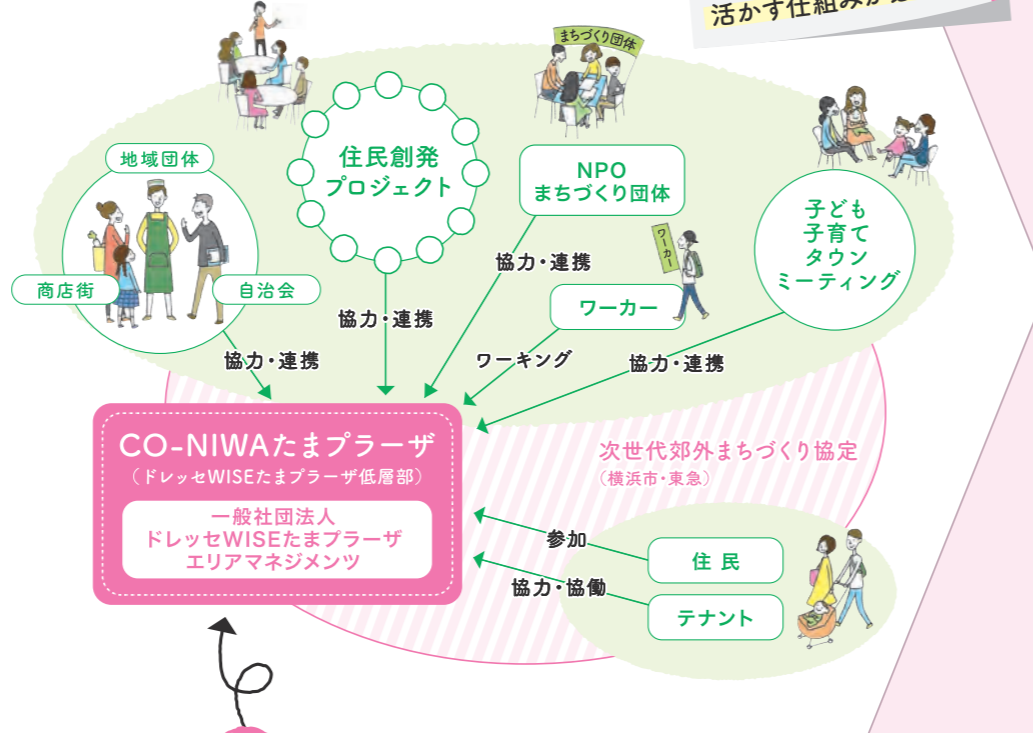 活かす仕組みが
まちづくり団体
地域団体
商店街
自治会
住民創発
プロジェクト
NPO
まちづくり団体
ワーカー
ワーカー
子ども
子育て
タウン
ミーティング
協力・連携
協力・連携
協力・連携
ワーキング
協力・連携
CO-NIWAたまプラーザ
(ドレッセWISEたまプラーザ低層部)
一般社団法人
ドレッセWISEたまプラーザ
エリアマネジメンツ
次世代郊外まちづくり協定
(横浜市・東急)
参加
住民
協力・協働
テナント